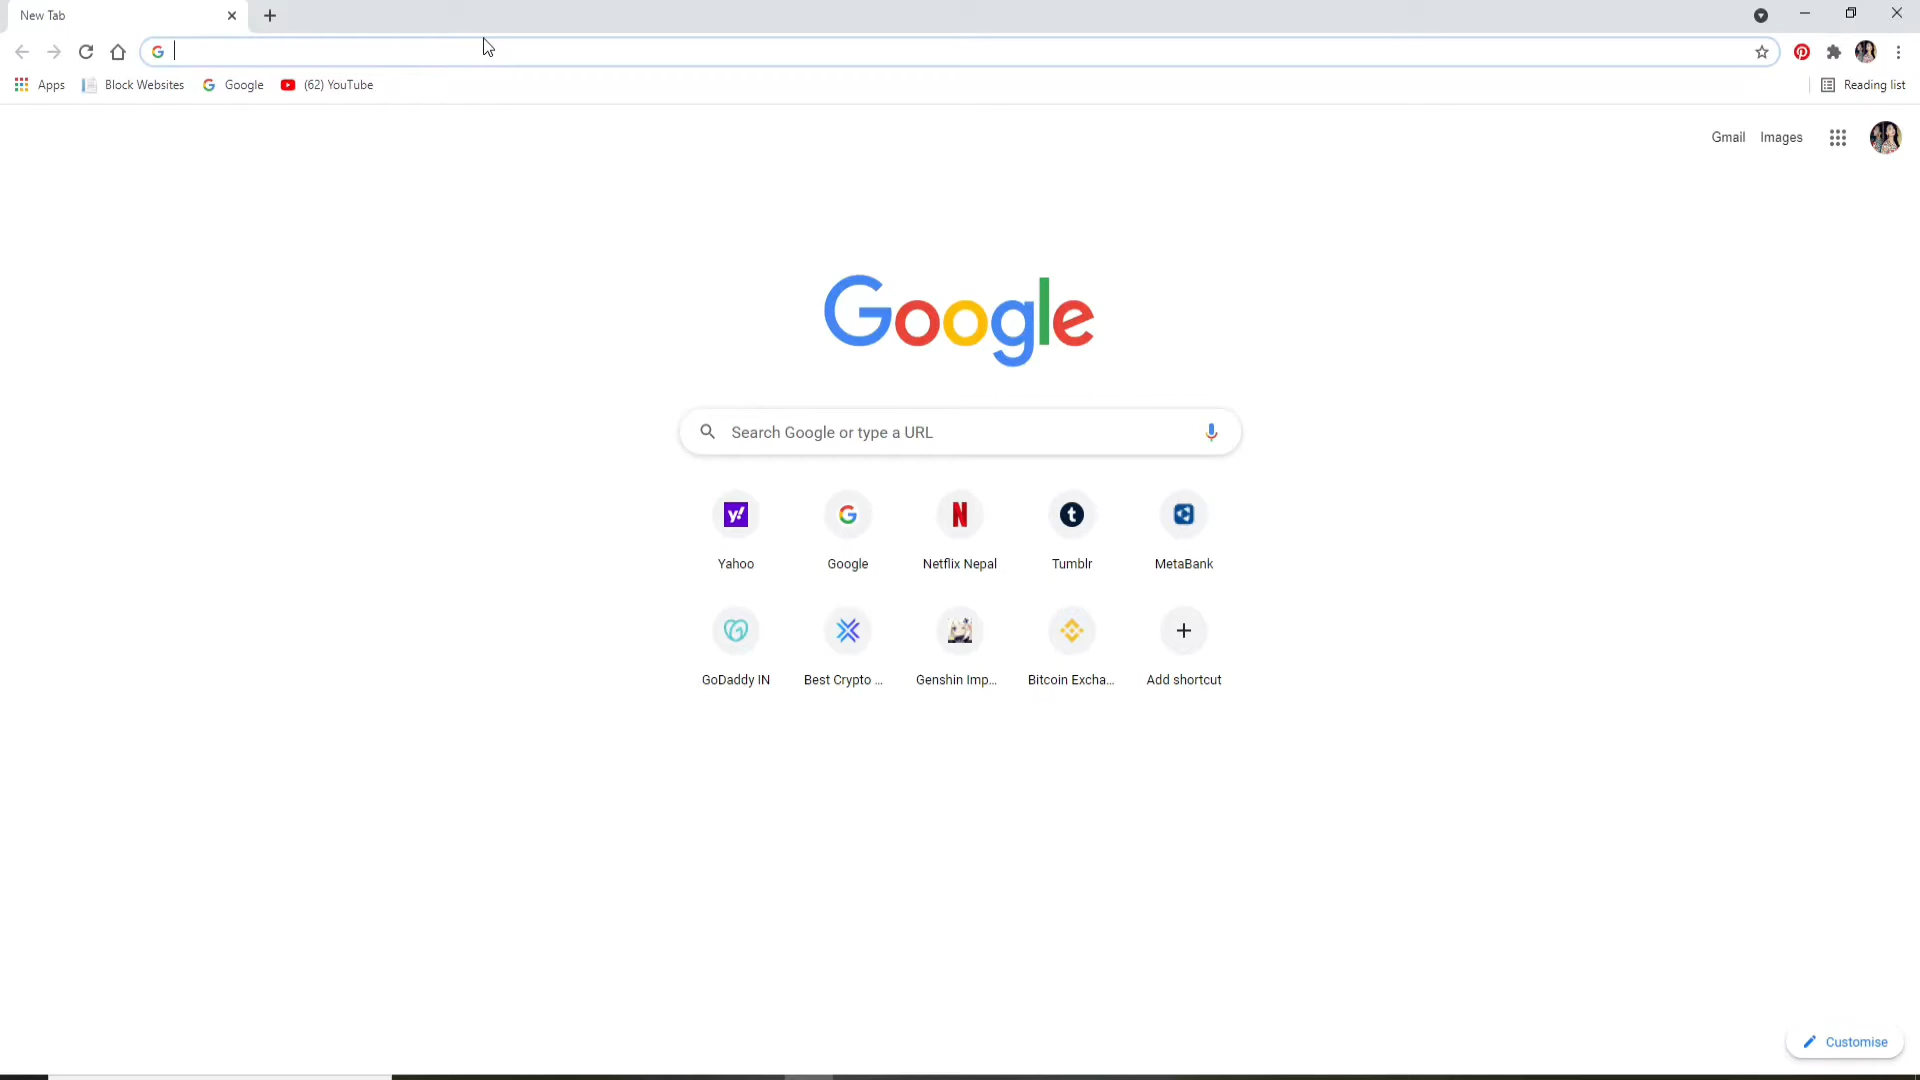 New Tab
Apps Block Websites Google (62) YouTube Reading list
Gmail Images
Google
Search Google or type a URL
Yahoo Google Netflix Nepal Tumblr MetaBank
GoDaddy IN Best Crypto ... Genshin Imp... Bitcoin Excha... Add shortcut
Customise